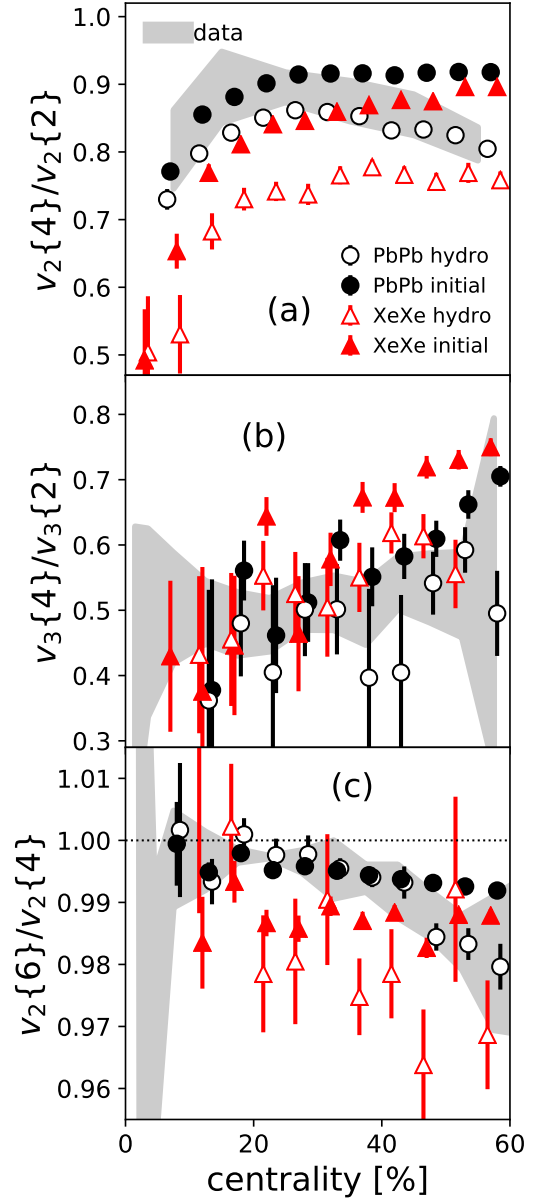 1.0
data
0.9
0.8
0.7
0.6
0.5
v₂{4}/v₂{2}
PbPb hydro
PbPb initial
XeXe hydro
XeXe initial
(a)
(b)
0.8
0.7
0.6
0.5
0.4
0.3
v₃{4}/v₃{2}
(c)
1.01
1.00
0.99
0.98
0.97
0.96
v₂{6}/v₂{4}
0 20 40 60
centrality [%]